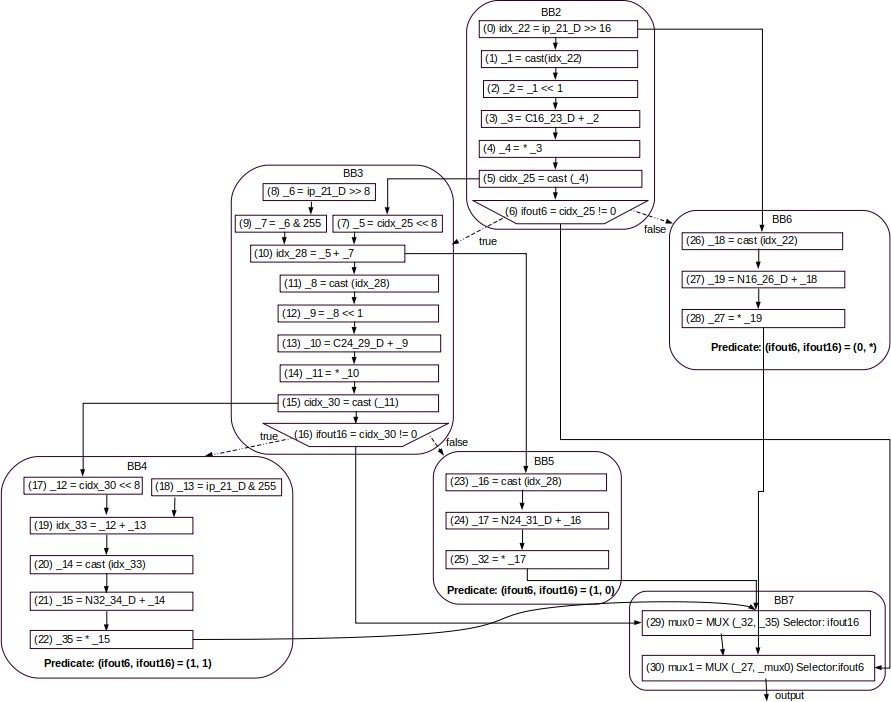 BB2
(0) idx_22 = ip_21_D >> 16
(1) _1 = cast(idx_22)
(2) _2 = _1 << 1
(3) _3 = C16_23_D + _2
(4) _4 = * _3
(5) cidx_25 = cast (_4)
(6) ifout6 = cidx_25 != 0
true
false
BB3
(8) _6 = ip_21_D >> 8
(9) _7 = _6 & 255
(7) _5 = cidx_25 << 8
(10) idx_28 = _5 + _7
(11) _8 = cast (idx_28)
(12) _9 = _8 << 1
(13) _10 = C24_29_D + _9
(14) _11 = * _10
(15) cidx_30 = cast (_11)
(16) ifout16 = cidx_30 != 0
true
false
BB6
(26) _18 = cast (idx_22)
(27) _19 = N16_26_D + _18
(28) _27 = * _19
Predicate: (ifout6, ifout16) = (0, *)
BB4
(17) _12 = cidx_30 << 8
(18) _13 = ip_21_D & 255
(19) idx_33 = _12 + _13
(20) _14 = cast (idx_33)
(21) _15 = N32_34_D + _14
(22) _35 = * _15
Predicate: (ifout6, ifout16) = (1, 1)
BB5
(23) _16 = cast (idx_28)
(24) _17 = N24_31_D + _16
(25) _32 = * _17
Predicate: (ifout6, ifout16) = (1, 0)
BB7
(29) mux0 = MUX (_32, _35) Selector: ifout16
(30) mux1 = MUX (_27, _mux0) Selector:ifout6
output